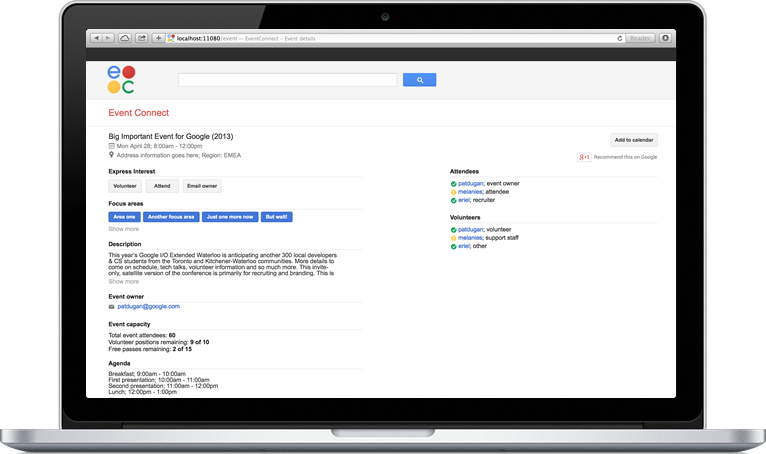 localhost:11080/event — EventConnect – Event details
Reader
e
C
Event Connect
Big Important Event for Google (2013)
Mon April 28; 8:00am - 12:00pm
Address information goes here; Region: EMEA
Add to calendar
g+1 Recommend this on Google
Express Interest
Volunteer Attend Email owner
Focus areas
Area one Another focus area Just one more now But wait!
Show more
Description
This year's Google I/O Extended Waterloo is anticipating another 300 local developers
& CS students from the Toronto and Kitchener-Waterloo communities. More details to
come on schedule, tech talks, volunteer information and so much more. This invite-
only, satellite version of the conference is primarily for recruiting and branding. This is
Show more
Event owner
patdugan@google.com
Event capacity
Total event attendees: 60
Volunteer positions remaining: 9 of 10
Free passes remaining: 2 of 15
Agenda
Breakfast; 9:00am - 10:00am
First presentation; 10:00am - 11:00am
Second presentation; 11:00am - 12:00pm
Lunch; 12:00pm - 1:00pm
Attendees
patdugan; event owner
melanies; attendee
eriel; recruiter
Volunteers
patdugan; volunteer
melanies; support staff
eriel; other